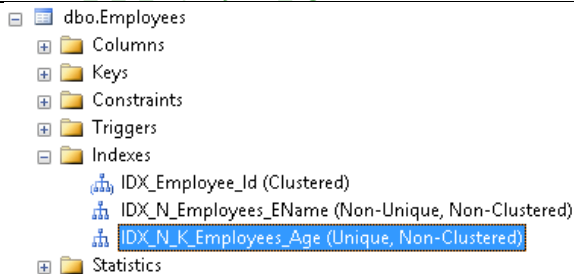 dbo.Employees
Columns
Keys
Constraints
Triggers
Indexes
IDX_Employee_Id (Clustered)
IDX_N_Employees_EName (Non-Unique, Non-Clustered)
IDX_N_K_Employees_Age (Unique, Non-Clustered)
Statistics